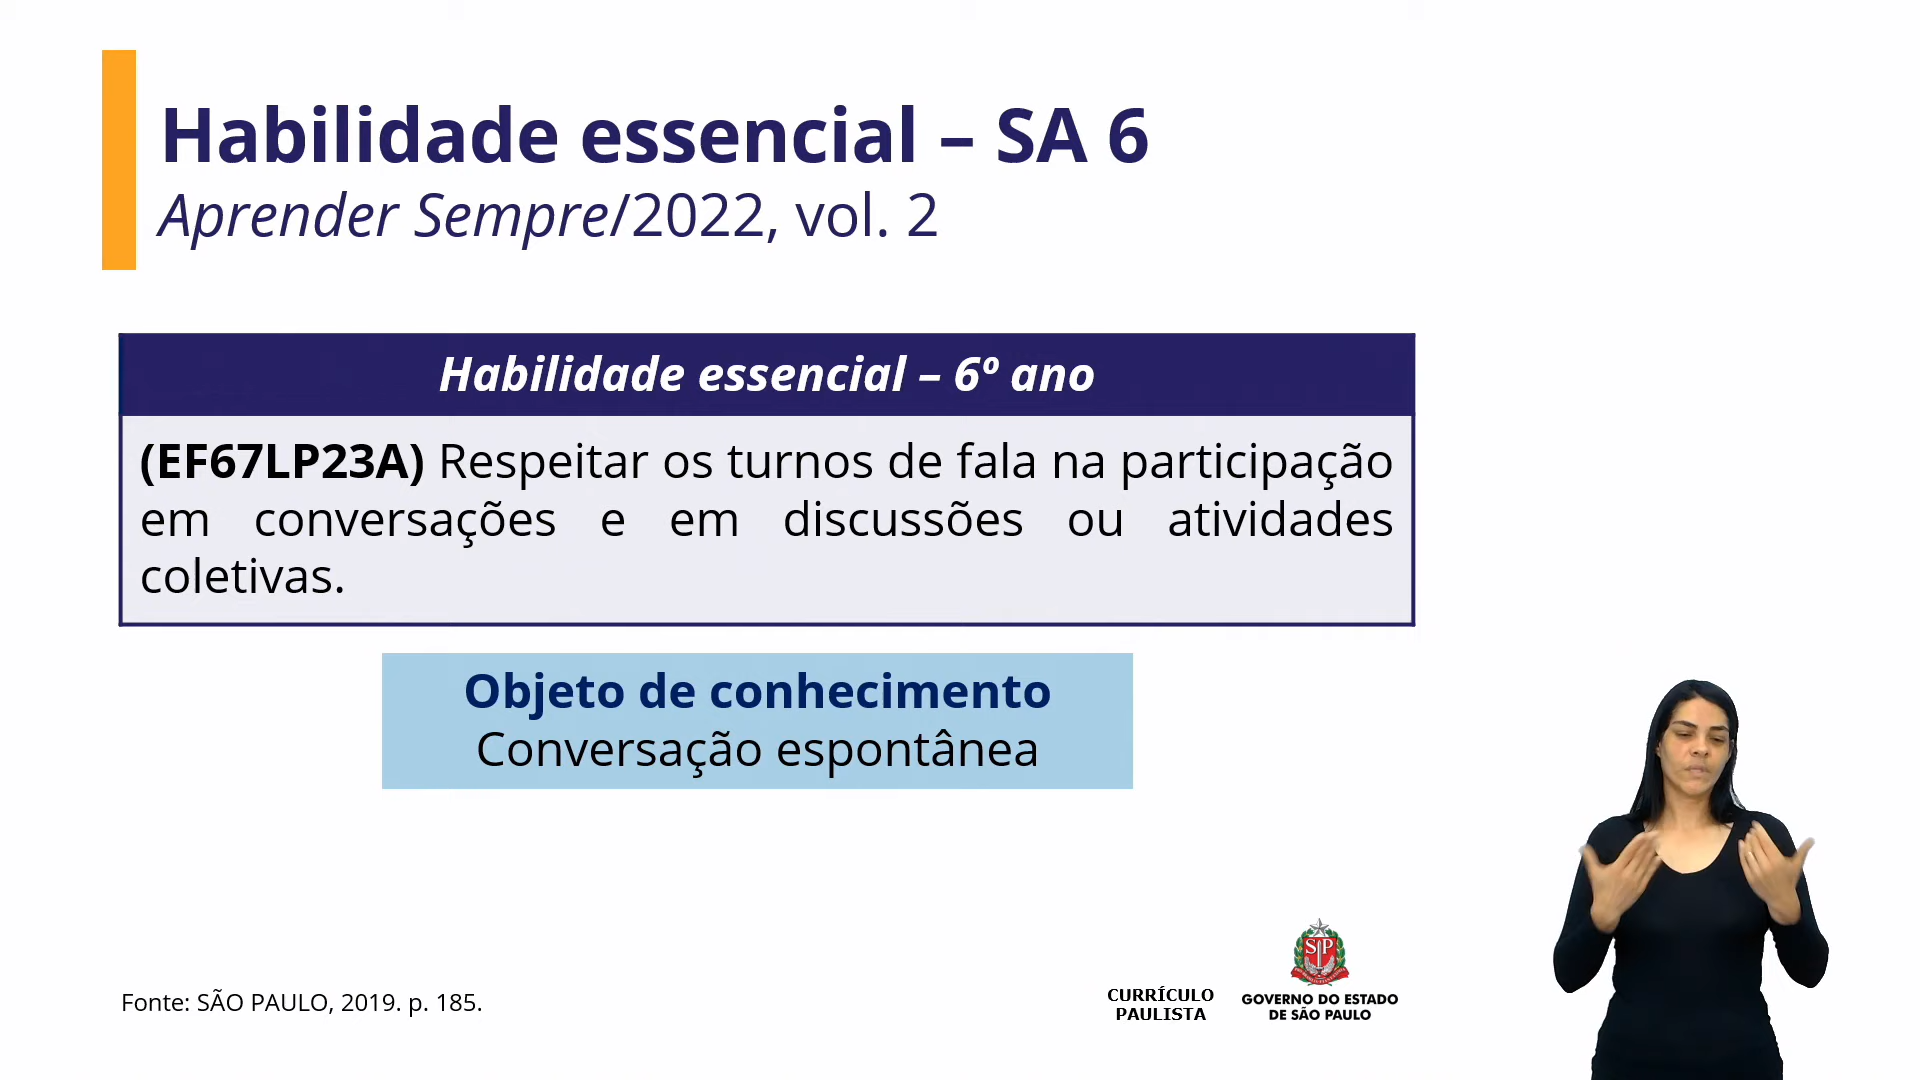 Habilidade essencial – SA 6
Aprender Sempre/2022, vol. 2
Habilidade essencial – 6º ano
(EF67LP23A) Respeitar os turnos de fala na participação
em conversações e em discussões ou atividades
coletivas.
Objeto de conhecimento
Conversação espontânea
Fonte: SÃO PAULO, 2019. p. 185.
CURRÍCULO
PAULISTA
SP
GOVERNO DO ESTADO
DE SÃO PAULO